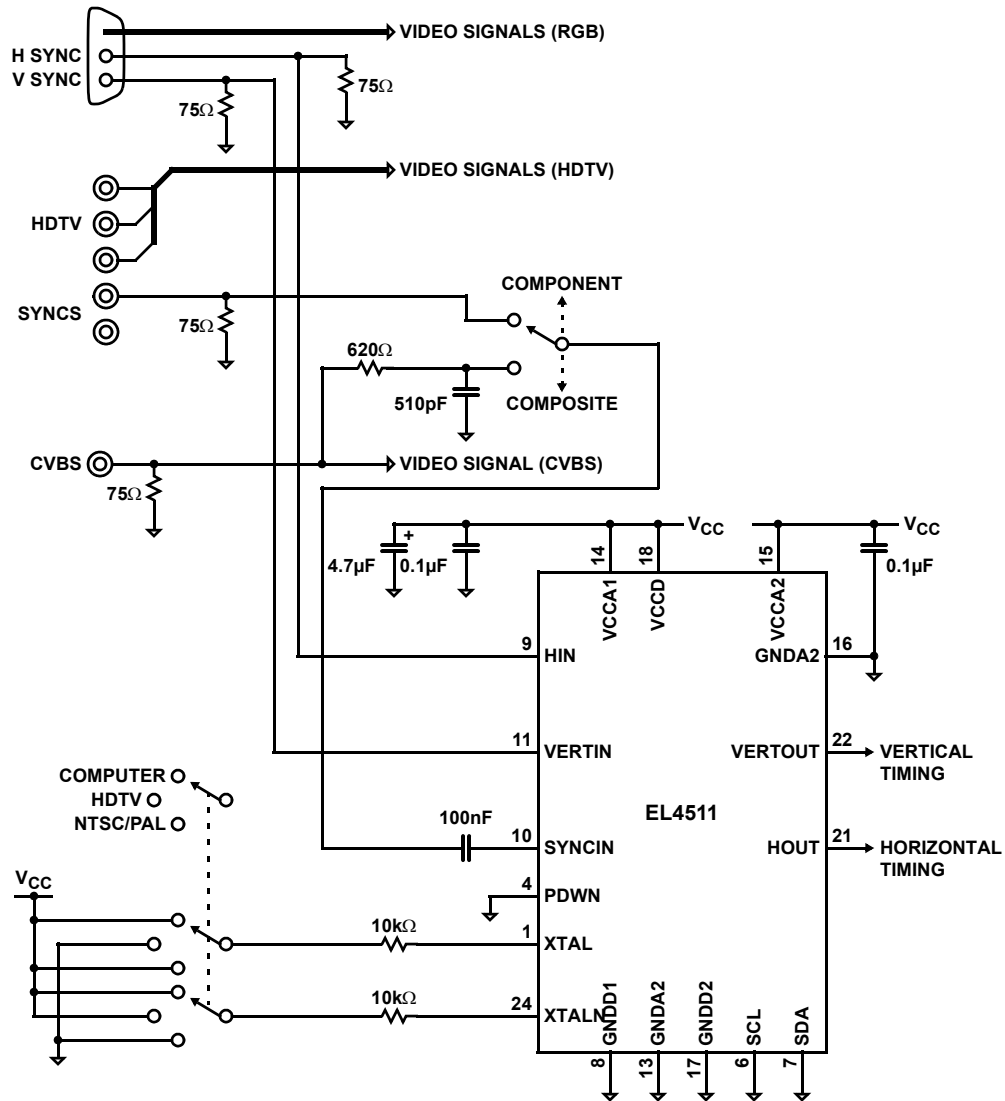 VIDEO SIGNALS (RGB)
H SYNC
V SYNC
75Ω
75Ω
VIDEO SIGNALS (HDTV)
HDTV
SYNCS
75Ω
COMPONENT
620Ω
510pF
COMPOSITE
CVBS
VIDEO SIGNAL (CVBS)
75Ω
VCC
VCC
4.7µF
+
0.1µF
14
18
15
0.1µF
VCCA1
VCCD
VCCA2
9
HIN
GNDA2
16
11
VERTIN
VERTOUT
22
VERTICAL
TIMING
COMPUTER
HDTV
NTSC/PAL
EL4511
100nF
10
SYNCIN
HOUT
21
HORIZONTAL
TIMING
VCC
4
PDWN
10kΩ
1
XTAL
10kΩ
24
XTALN
GNDD1
GNDA2
GNDD2
SCL
SDA
8
13
17
6
7